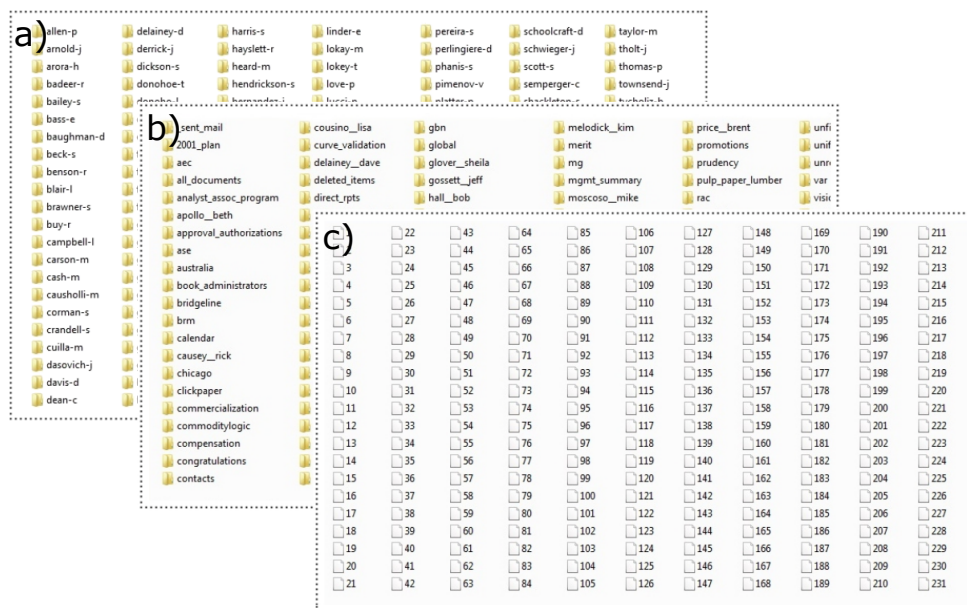 a)
allen-p delainey-d harris-s linder-e pereira-s schoolcraft-d taylor-m
arnold-j derrick-j hayslett-r lokay-m perlingiere-d schwieger-j tholt-j
arora-h dickson-s heard-m lokey-t phanis-s scott-s thomas-p
badeer-r donohoe-t hendrickson-s love-p pimenov-v semperger-c townsend-j
bailey-s
bass-e
baughman-d
beck-s
benson-r
blair-l
brawner-s
buy-r
campbell-l
carson-m
cash-m
causholli-m
corman-s
crandell-s
cuilla-m
dasovich-j
davis-d
dean-c
b)
_sent_mail cousino__lisa gbn melodick__kim price__brent unfi
2001_plan curve_validation global merit promotions unif
aec delainey__dave glover__sheila mg prudency unr
all_documents deleted_items gossett__jeff mgmt_summary pulp_paper_lumber var
analyst_assoc_program direct_rpts hall__bob moscoso__mike rac visi
apollo__beth
approval_authorizations
ase
australia
book_administrators
bridgeline
brm
calendar
causey__rick
chicago
clickpaper
commercialization
commoditylogic
compensation
congratulations
contacts
c)
1 22 43 64 85 106 127 148 169 190 211
2 23 44 65 86 107 128 149 170 191 212
3 24 45 66 87 108 129 150 171 192 213
4 25 46 67 88 109 130 151 172 193 214
5 26 47 68 89 110 131 152 173 194 215
6 27 48 69 90 111 132 153 174 195 216
7 28 49 70 91 112 133 154 175 196 217
8 29 50 71 92 113 134 155 176 197 218
9 30 51 72 93 114 135 156 177 198 219
10 31 52 73 94 115 136 157 178 199 220
11 32 53 74 95 116 137 158 179 200 221
12 33 54 75 96 117 138 159 180 201 222
13 34 55 76 97 118 139 160 181 202 223
14 35 56 77 98 119 140 161 182 203 224
15 36 57 78 99 120 141 162 183 204 225
16 37 58 79 100 121 142 163 184 205 226
17 38 59 80 101 122 143 164 185 206 227
18 39 60 81 102 123 144 165 186 207 228
19 40 61 82 103 124 145 166 187 208 229
20 41 62 83 104 125 146 167 188 209 230
21 42 63 84 105 126 147 168 189 210 231